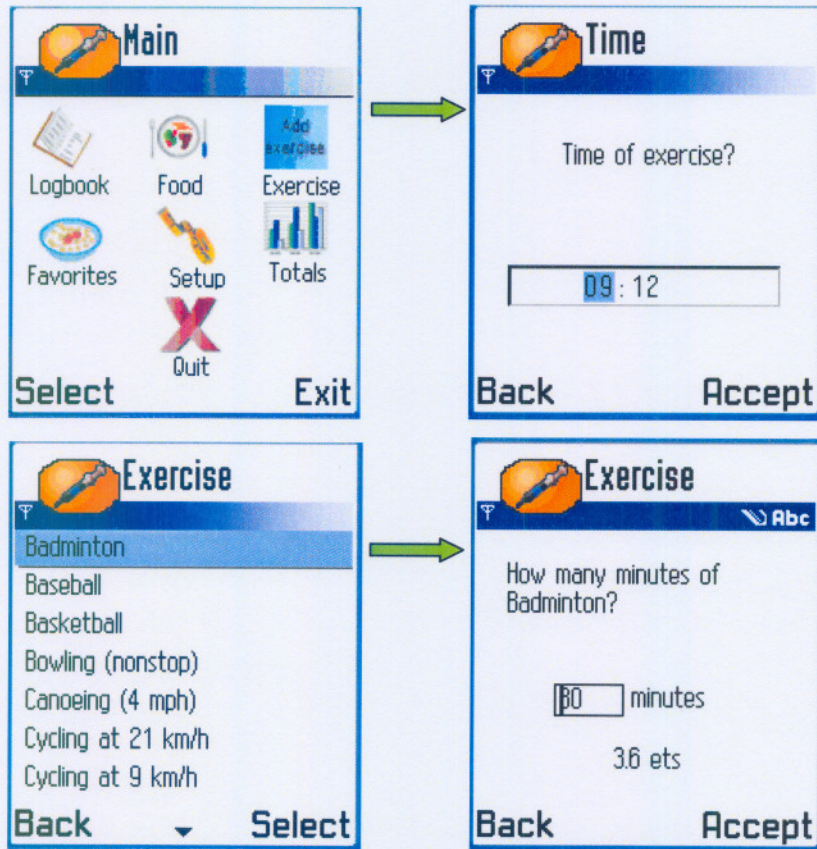 Main
Add
exercise
Logbook
Food
Exercise
Favorites
Setup
Totals
Quit
Select
Exit
Time
Time of exercise?
09:12
Back
Accept
Exercise
Badminton
Baseball
Basketball
Bowling (nonstop)
Canoeing (4 mph)
Cycling at 21 km/h
Cycling at 9 km/h
Back
Select
Exercise
Abc
How many minutes of
Badminton?
minutes
3.6 ets
Back
Accept